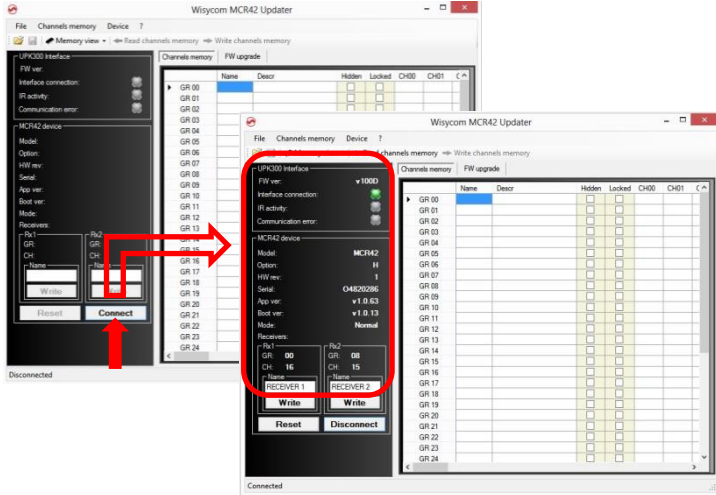 Wisycom MCR42 Updater
File Channels memory Device ?
Memory view Read channels memory Write channels memory
UPK300 Interface
FW ver:
Interface connection:
IR activity:
Communication error:
MCR42 device
Model:
Option:
HW rev:
Serial:
App ver:
Boot ver:
Mode:
Receivers:
Rx1 Rx2
GR: GR:
CH: CH:
Name Name
Write
Reset Connect
Disconnected
Channels memory FW upgrade
Name Descr Hidden Locked CH00 CH01
GR 00
GR 01
GR 02
GR 03
GR 04
GR 05
GR 06
GR 07
GR 08
GR 09
GR 10
GR 11
GR 12
GR 13
GR 15
GR 16
GR 17
GR 18
GR 19
GR 20
GR 21
GR 22
GR 23
GR 24
Wisycom MCR42 Updater
File Channels memory Device ?
channels memory Write channels memory
UPK300 Interface
FW ver: v100D
Interface connection:
IR activity:
Communication error:
MCR42 device
Model: MCR42
Option: H
HW rev: 1
Serial: O4820286
App ver: v1.0.63
Boot ver: v1.0.13
Mode: Normal
Receivers:
Rx1 Rx2
GR: 00 GR: 08
CH: 16 CH: 15
Name Name
RECEIVER 1 RECEIVER 2
Write Write
Reset Disconnect
Connected
Channels memory FW upgrade
Name Descr Hidden Locked CH00 CH01
GR 00
GR 01
GR 02
GR 03
GR 04
GR 05
GR 06
GR 07
GR 08
GR 09
GR 10
GR 11
GR 12
GR 13
GR 14
GR 15
GR 16
GR 17
GR 18
GR 19
GR 20
GR 21
GR 22
GR 23
GR 24